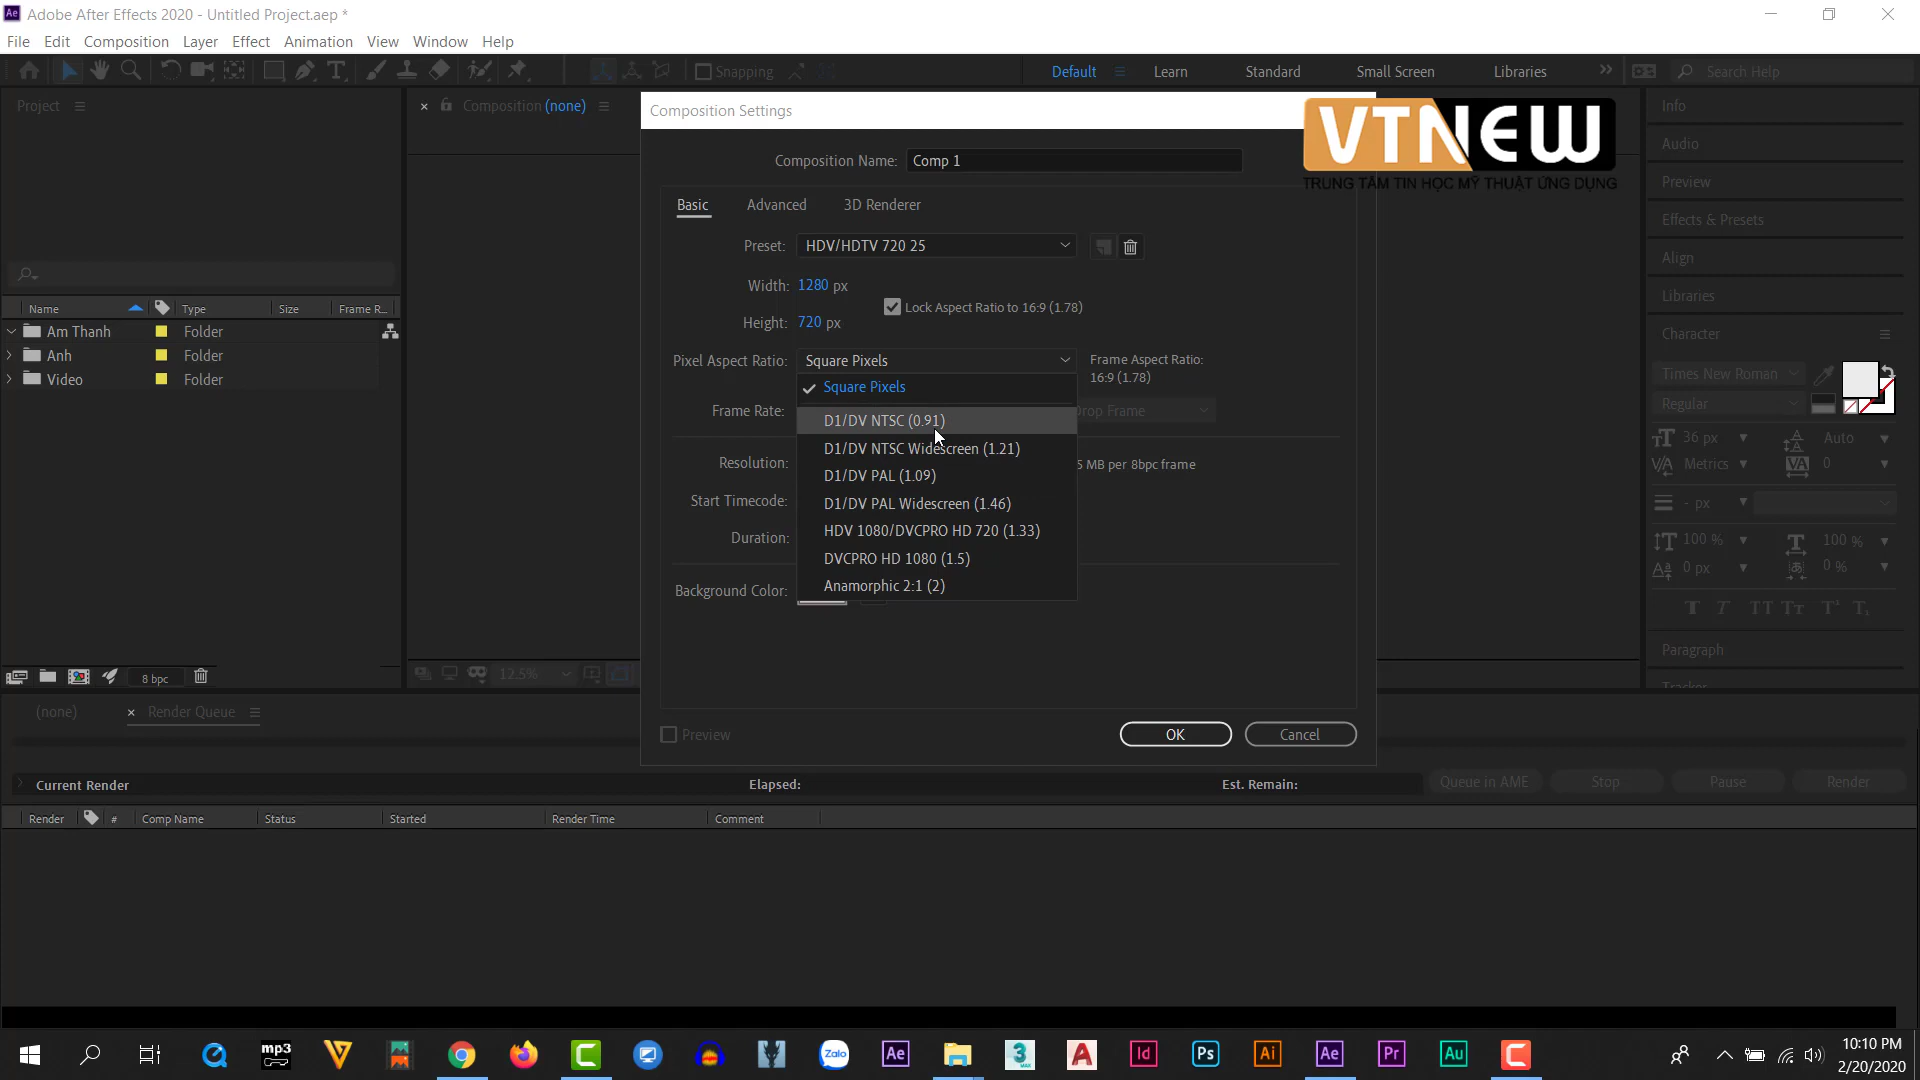 Ae Adobe After Effects 2020 - Untitled Project.aep *
File Edit Composition Layer Effect Animation View Window Help
Snapping Default Learn Standard Small Screen Libraries Search Help
Project
Composition (none)
Composition Settings
VTNEW
TRUNG TÂM TIN HỌC MỸ THUẬT ỨNG DỤNG
Composition Name: Comp 1
Basic Advanced 3D Renderer
Preset: HDV/HDTV 720 25
Width: 1280 px
Lock Aspect Ratio to 16:9 (1.78)
Height: 720 px
Pixel Aspect Ratio: Square Pixels
Frame Aspect Ratio:
16:9 (1.78)
Square Pixels
D1/DV NTSC (0.91)
D1/DV NTSC Widescreen (1.21)
D1/DV PAL (1.09)
D1/DV PAL Widescreen (1.46)
HDV 1080/DVCPRO HD 720 (1.33)
DVCPRO HD 1080 (1.5)
Anamorphic 2:1 (2)
Frame Rate: Drop Frame
Resolution: 5 MB per 8bpc frame
Start Timecode:
Duration:
Background Color:
Preview OK Cancel
Name Type Size Frame R...
Am Thanh Folder
Anh Folder
Video Folder
8 bpc
12.5%
Info
Audio
Preview
Effects & Presets
Align
Libraries
Character
Times New Roman
Regular
36 px Auto
Metrics 0
- px
100 % 100 %
0 px 0 %
Paragraph
(none) Render Queue
Current Render Elapsed: Est. Remain: Queue in AME Stop Pause Render
Render # Comp Name Status Started Render Time Comment
mp3 Zalo Ae 3 MAX A Id Ps Ai Ae Pr Au
10:10 PM
2/20/2020